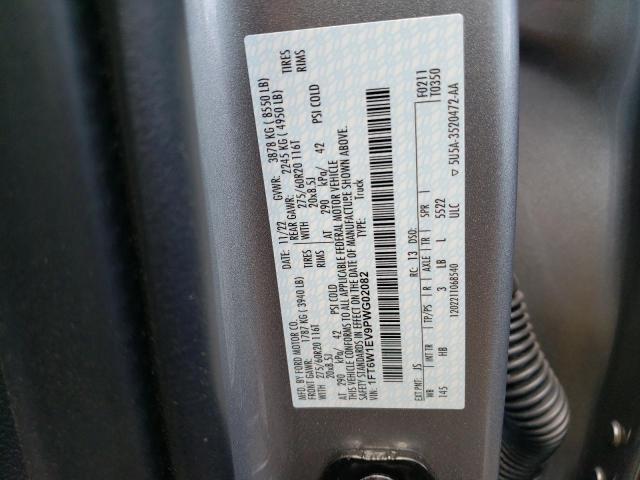 MFD. BY FORD MOTOR CO.
DATE: 11/22 GVWR: 3878 KG ( 8550 LB)
FRONT GAWR: 1787 KG ( 3940 LB) REAR GAWR: 2245 KG ( 4950 LB)
275/60R20 116T TIRES WITH 275/60R20 116T TIRES
20x8.5J RIMS 20x8.5J RIMS
AT 290 kPa/ 42 PSI COLD AT 290 kPa/ 42 PSI COLD
THIS VEHICLE CONFORMS TO ALL APPLICABLE FEDERAL MOTOR VEHICLE
SAFETY STANDARDS IN EFFECT ON THE DATE OF MANUFACTURE SHOWN ABOVE.
VIN: 1FT6W1EV9PWG02082
TYPE: Truck
F0211
T0350
EXT PNT: JS RC: 13 DSO:
WB INT TR TP/PS R AXLE TR SPR
145 HB 3 LB L 5522
ULC
1202211068540 ▽ 5U5A-3520472-AA